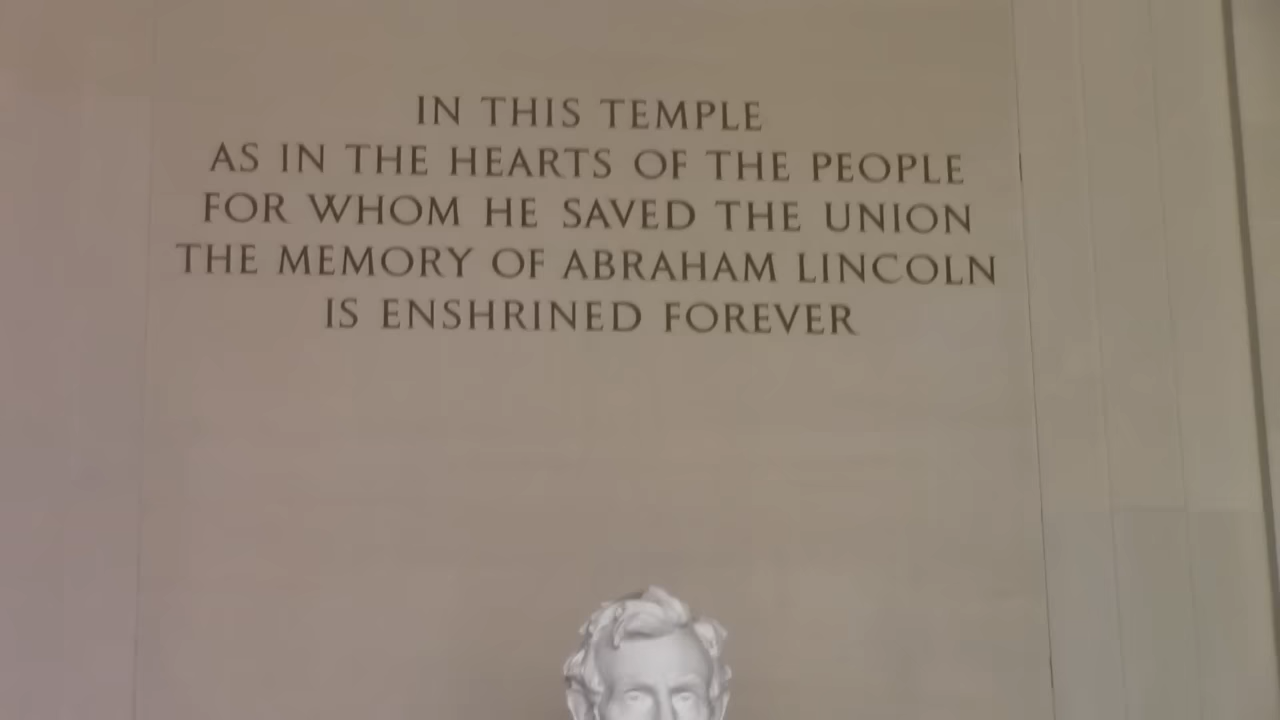 IN THIS TEMPLE
AS IN THE HEARTS OF THE PEOPLE
FOR WHOM HE SAVED THE UNION
THE MEMORY OF ABRAHAM LINCOLN
IS ENSHRINED FOREVER